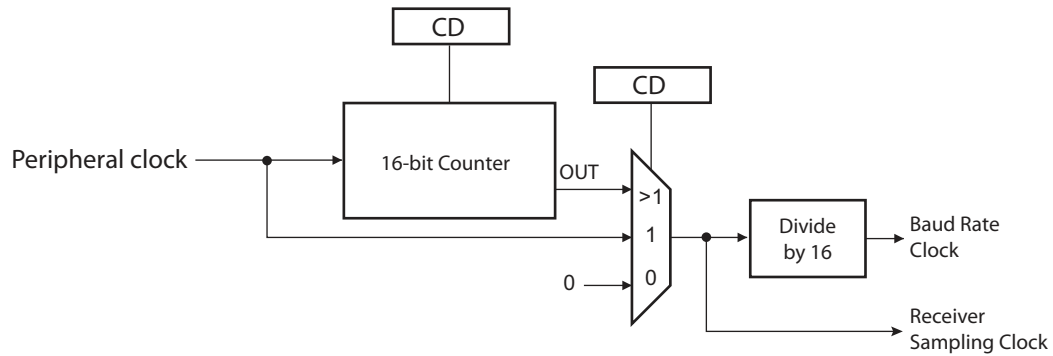 CD
CD
Peripheral clock
16-bit Counter
OUT
>1
1
0
0
Divide
by 16
Baud Rate
Clock
Receiver
Sampling Clock